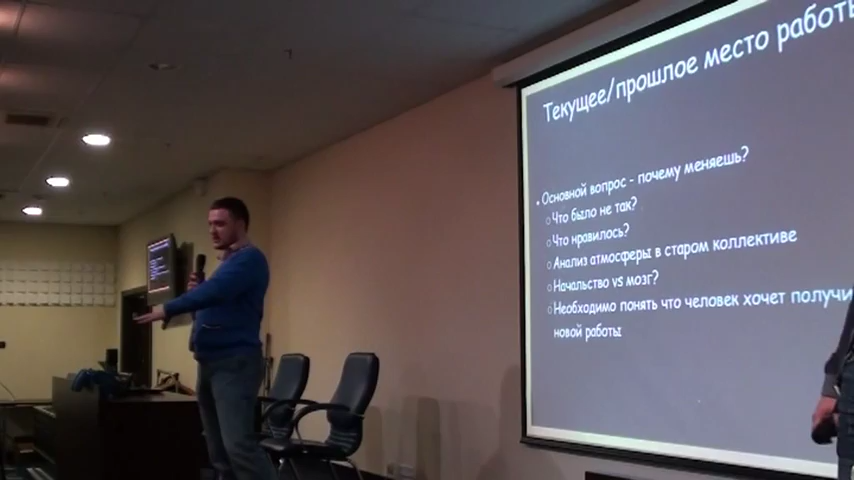 Текущее/прошлое место работы
Основной вопрос - почему меняешь?
Что было не так?
Что нравилось?
Анализ атмосферы в старом коллективе
Начальство vs мозг?
Необходимо понять что человек хочет получи
новой работы